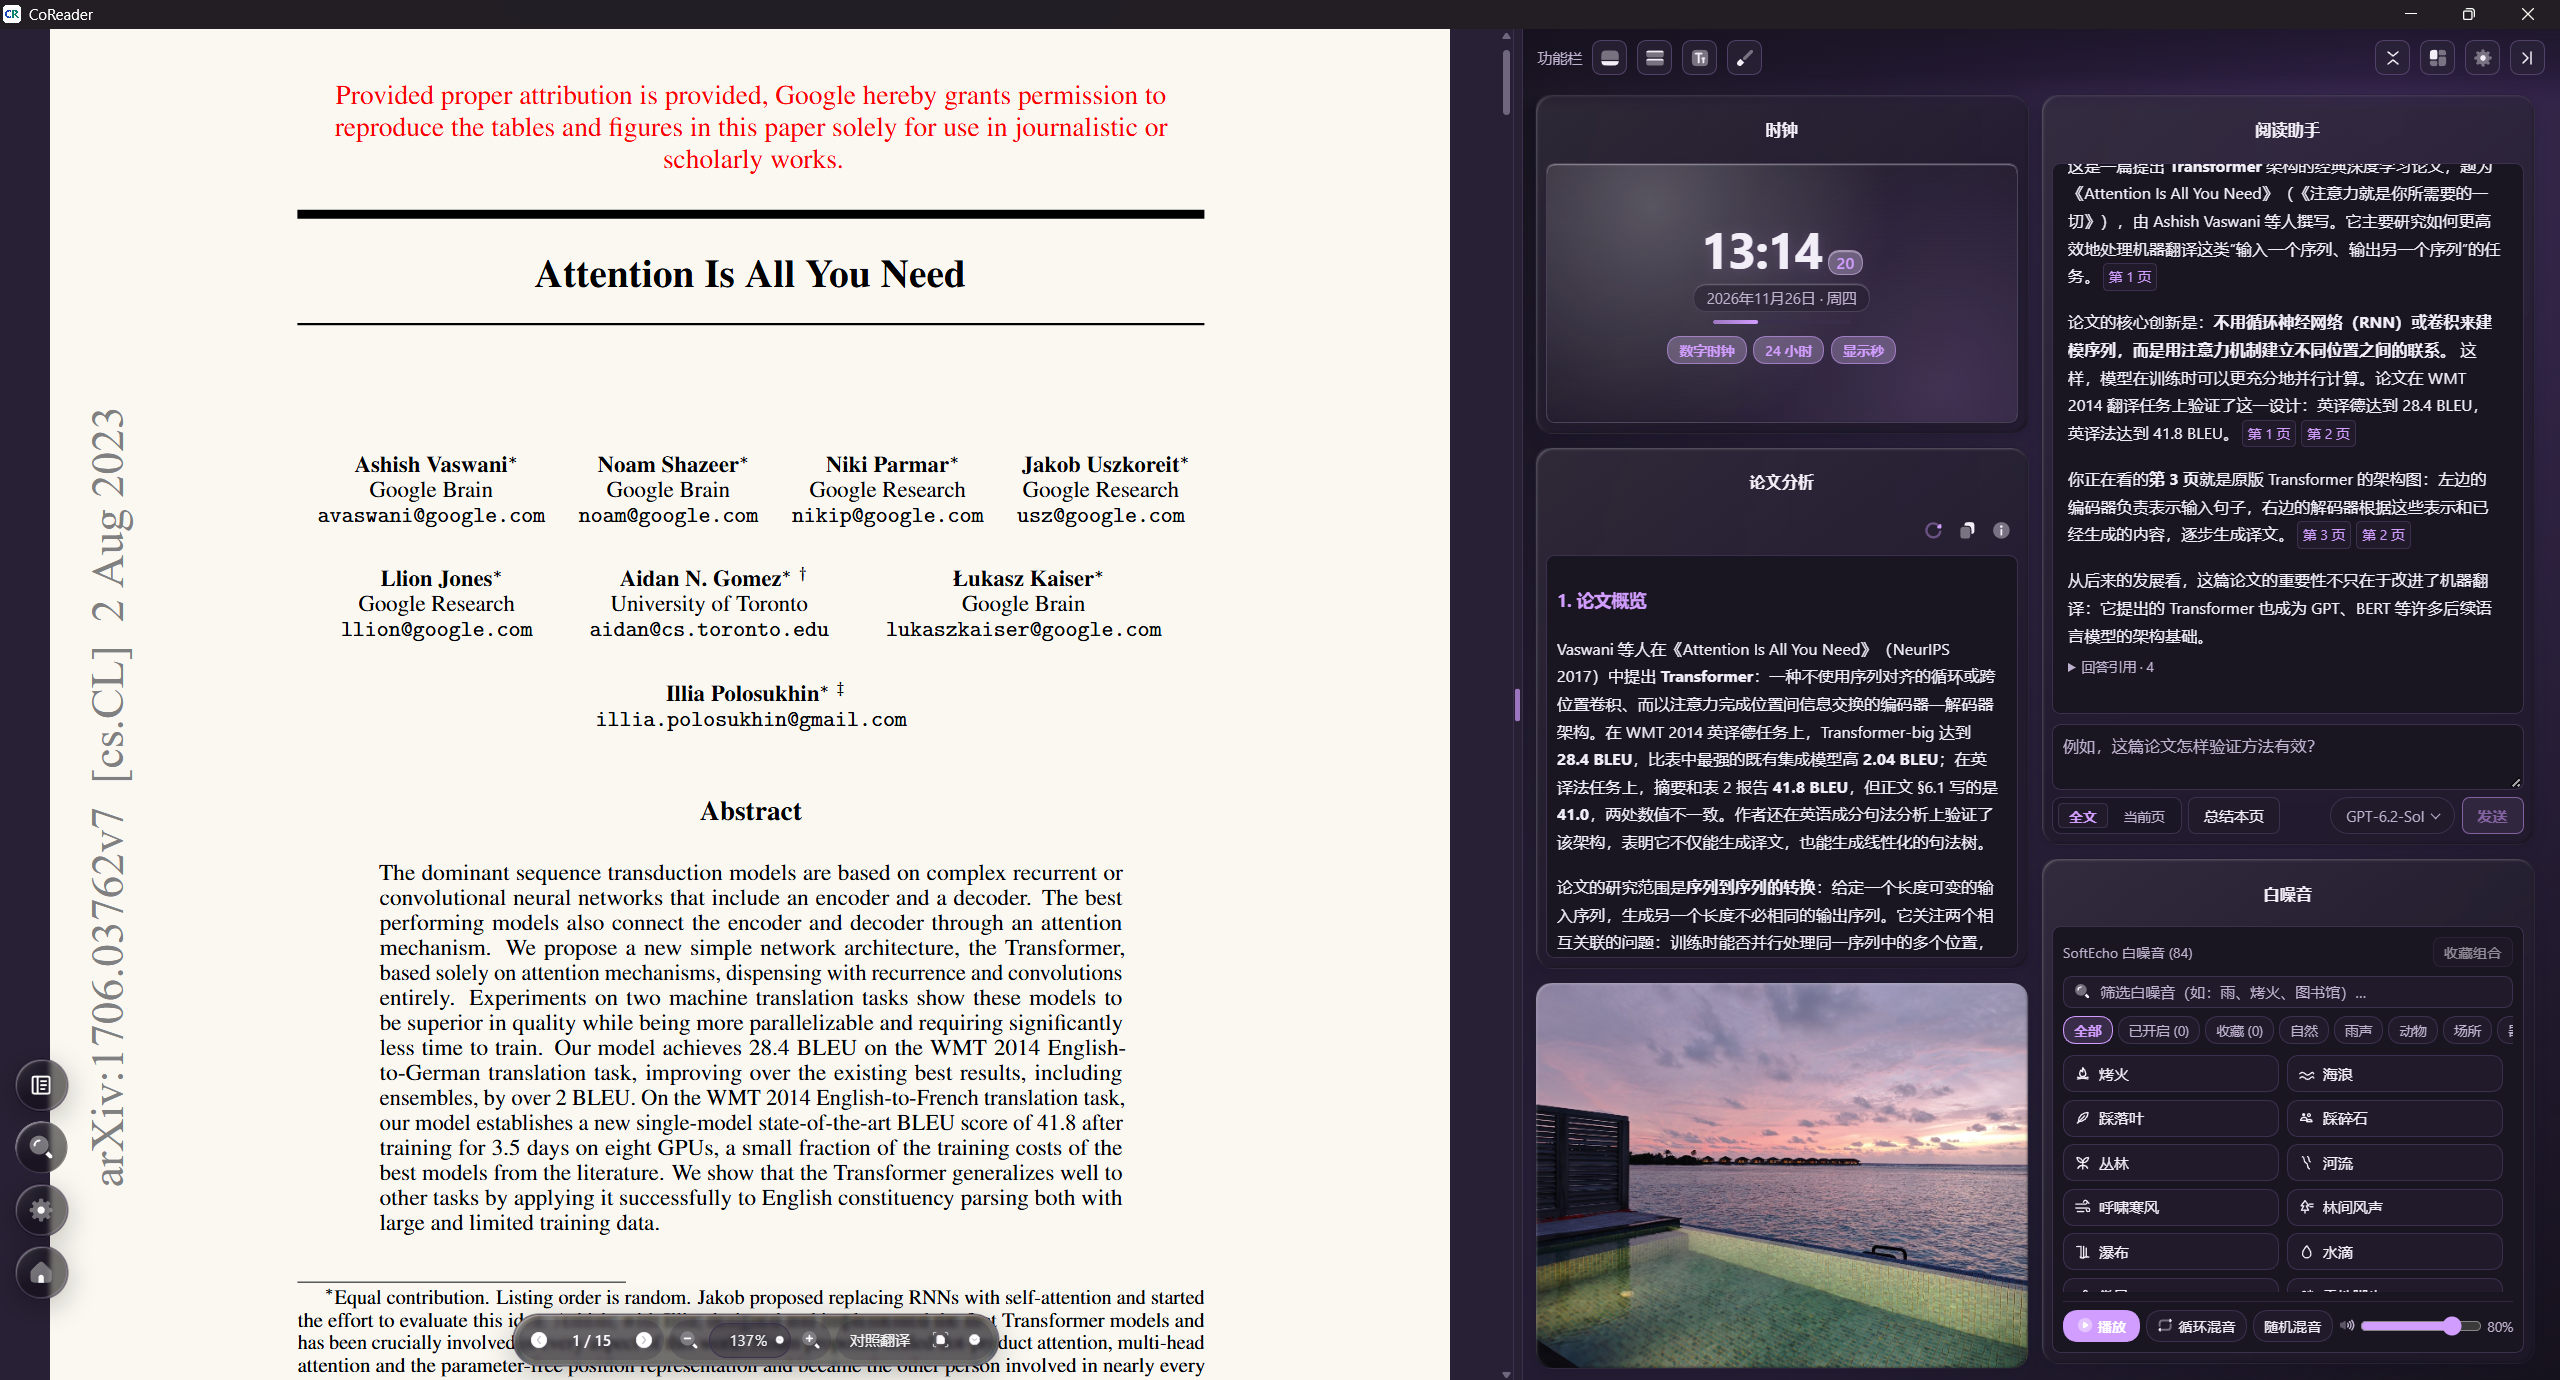 CoReader
Provided proper attribution is provided, Google hereby grants permission to
reproduce the tables and figures in this paper solely for use in journalistic or
scholarly works.
Attention Is All You Need
Ashish Vaswani* Noam Shazeer* Niki Parmar* Jakob Uszkoreit*
Google Brain Google Brain Google Research Google Research
avaswani@google.com noam@google.com nikip@google.com usz@google.com
Llion Jones* Aidan N. Gomez* † Łukasz Kaiser*
Google Research University of Toronto Google Brain
llion@google.com aidan@cs.toronto.edu lukaszkaiser@google.com
Illia Polosukhin* ‡
illia.polosukhin@gmail.com
arXiv:1706.03762v7 [cs.CL] 2 Aug 2023
Abstract
The dominant sequence transduction models are based on complex recurrent or
convolutional neural networks that include an encoder and a decoder. The best
performing models also connect the encoder and decoder through an attention
mechanism. We propose a new simple network architecture, the Transformer,
based solely on attention mechanisms, dispensing with recurrence and convolutions
entirely. Experiments on two machine translation tasks show these models to
be superior in quality while being more parallelizable and requiring significantly
less time to train. Our model achieves 28.4 BLEU on the WMT 2014 English-
to-German translation task, improving over the existing best results, including
ensembles, by over 2 BLEU. On the WMT 2014 English-to-French translation task,
our model establishes a new single-model state-of-the-art BLEU score of 41.8 after
training for 3.5 days on eight GPUs, a small fraction of the training costs of the
best models from the literature. We show that the Transformer generalizes well to
other tasks by applying it successfully to English constituency parsing both with
large and limited training data.
*Equal contribution. Listing order is random. Jakob proposed replacing RNNs with self-attention and started
the effort to evaluate this Transformer models and
has been crucially involved attention and the parameter-free position representation and became the other person involved in nearly every
1 / 15
137%
对照翻译
功能栏
时钟
13:14 20
2026年11月26日 · 周四
数字时钟 24 小时 显示秒
论文分析
1. 论文概览
Vaswani 等人在《Attention Is All You Need》（NeurIPS
2017）中提出 Transformer：一种不使用序列对齐的循环或跨
位置卷积、而以注意力完成位置间信息交换的编码器—解码器
架构。在 WMT 2014 英译德任务上，Transformer-big 达到
28.4 BLEU，比表中最强的既有集成模型高 2.04 BLEU；在英
译法任务上，摘要和表 2 报告 41.8 BLEU，但正文 §6.1 写的是
41.0，两处数值不一致。作者还在英语成分句法分析上验证了
该架构，表明它不仅能生成译文，也能生成线性化的句法树。
论文的研究范围是序列到序列的转换：给定一个长度可变的输
入序列，生成另一个长度不必相同的输出序列。它关注两个相
互关联的问题：训练时能否并行处理同一序列中的多个位置，
阅读助手
这是一篇提出 Transformer 架构的经典深度学习论文，题为
《Attention Is All You Need》（《注意力就是你所需要的一
切》），由 Ashish Vaswani 等人撰写。它主要研究如何更高
效地处理机器翻译这类“输入一个序列、输出另一个序列”的任
务。 第 1 页
论文的核心创新是：不用循环神经网络（RNN）或卷积来建
模序列，而是用注意力机制建立不同位置之间的联系。这
样，模型在训练时可以更充分地并行计算。论文在 WMT
2014 翻译任务上验证了这一设计：英译德达到 28.4 BLEU，
英译法达到 41.8 BLEU。 第 1 页 第 2 页
你正在看的第 3 页就是原版 Transformer 的架构图：左边的
编码器负责表示输入句子，右边的解码器根据这些表示和已
经生成的内容，逐步生成译文。 第 3 页 第 2 页
从后来的发展看，这篇论文的重要性不只在于改进了机器翻
译：它提出的 Transformer 也成为 GPT、BERT 等许多后续语
言模型的架构基础。
回答引用 · 4
例如，这篇论文怎样验证方法有效？
全文 当前页 总结本页 GPT-6.2-Sol 发送
白噪音
SoftEcho 白噪音 (84) 收藏组合
筛选白噪音（如：雨、烤火、图书馆）...
全部 已开启 (0) 收藏 (0) 自然 雨声 动物 场所
烤火 海浪
踩落叶 踩碎石
丛林 河流
呼啸寒风 林间风声
瀑布 水滴
播放 循环混音 随机混音 80%